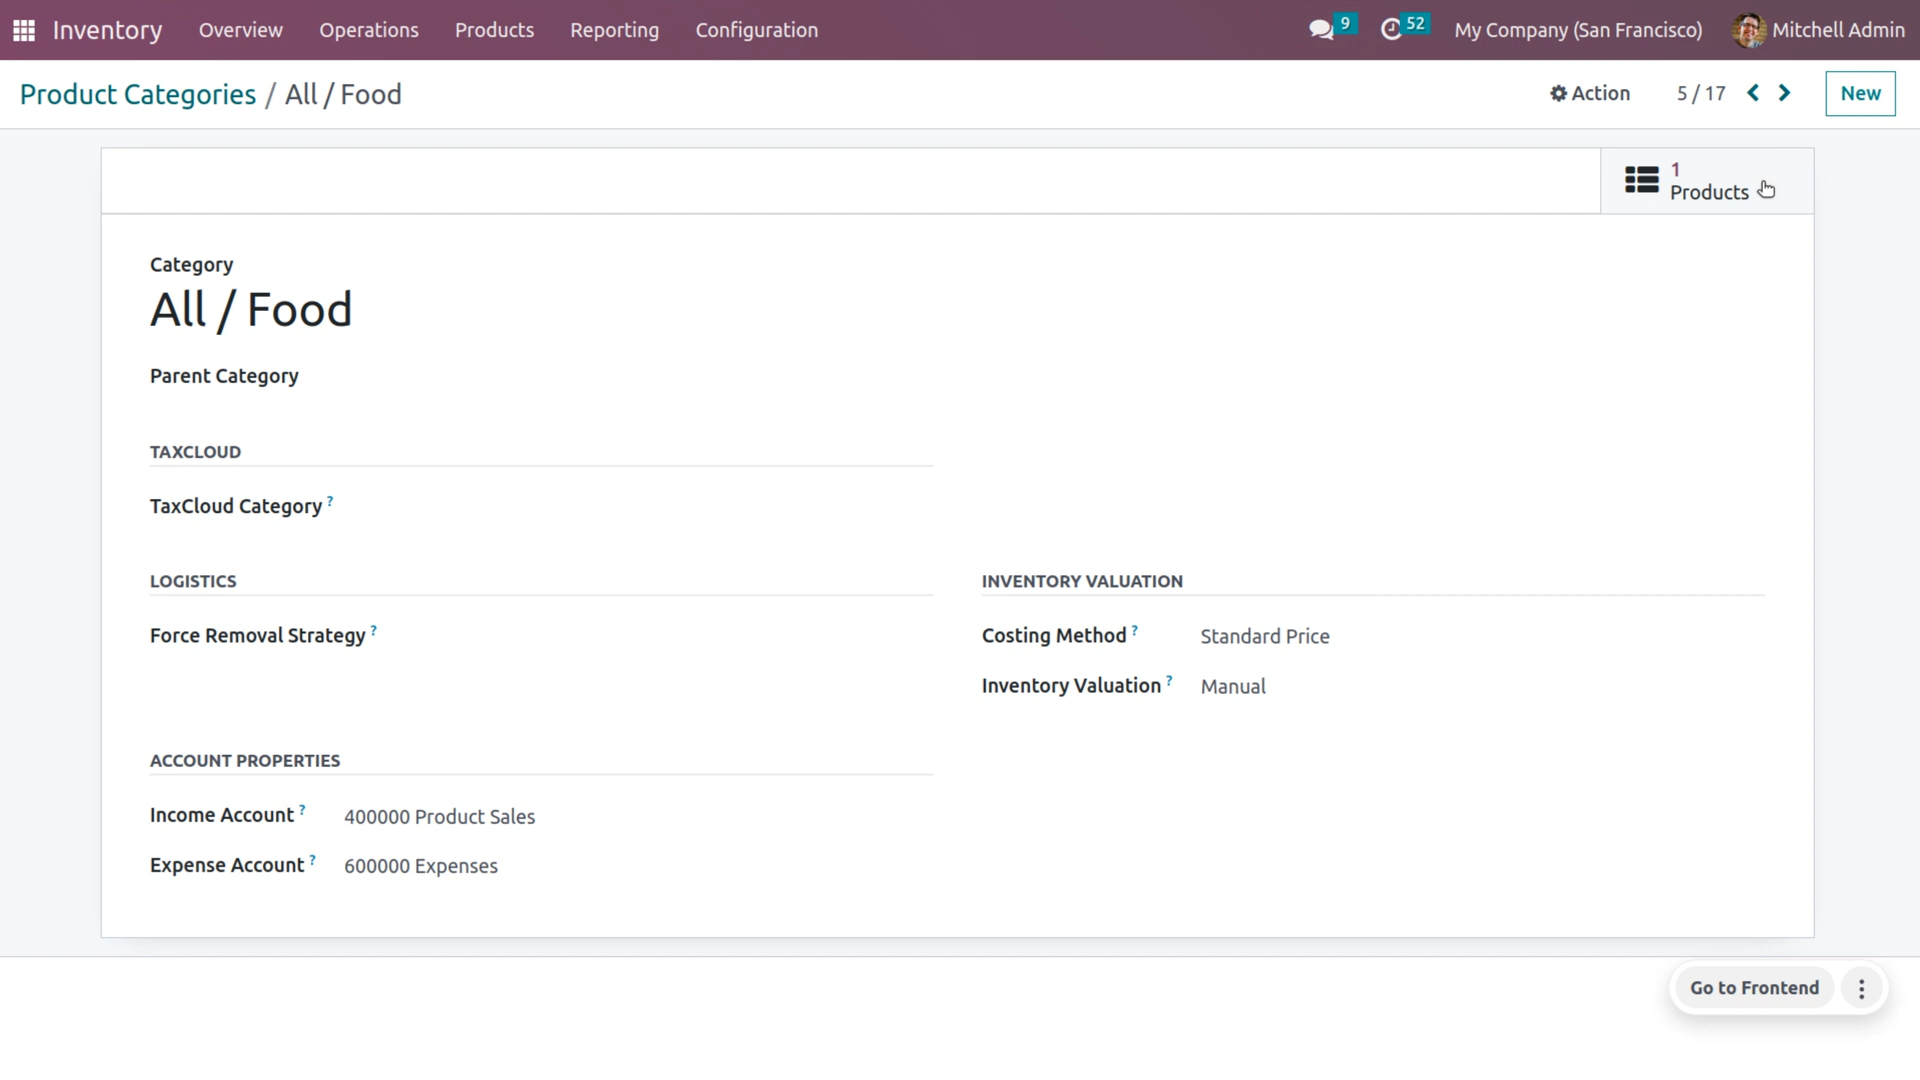 Inventory Overview Operations Products Reporting Configuration 9 52 My Company (San Francisco) Mitchell Admin
Product Categories / All / Food Action 5 / 17 New
1
Products
Category
All / Food
Parent Category
TAXCLOUD
TaxCloud Category ?
LOGISTICS INVENTORY VALUATION
Force Removal Strategy ? Costing Method ? Standard Price
Inventory Valuation ? Manual
ACCOUNT PROPERTIES
Income Account ? 400000 Product Sales
Expense Account ? 600000 Expenses
Go to Frontend